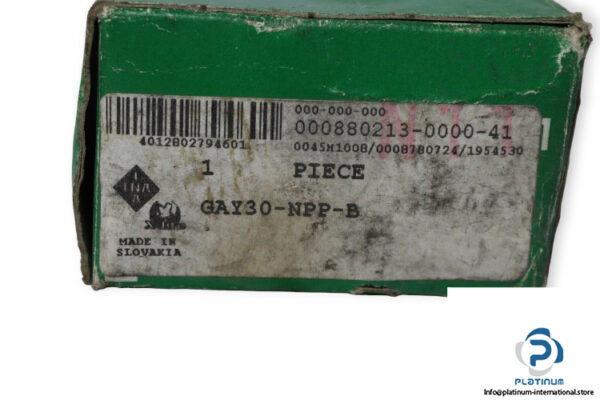 000-000-000
000880213-0000-41
4012802794601
0045M1008/0008780724/1954530
1 PIECE
INA
GAY30-NPP-B
MADE IN
SLOVAKIA
PLATINUM
Info@platinum-international.store